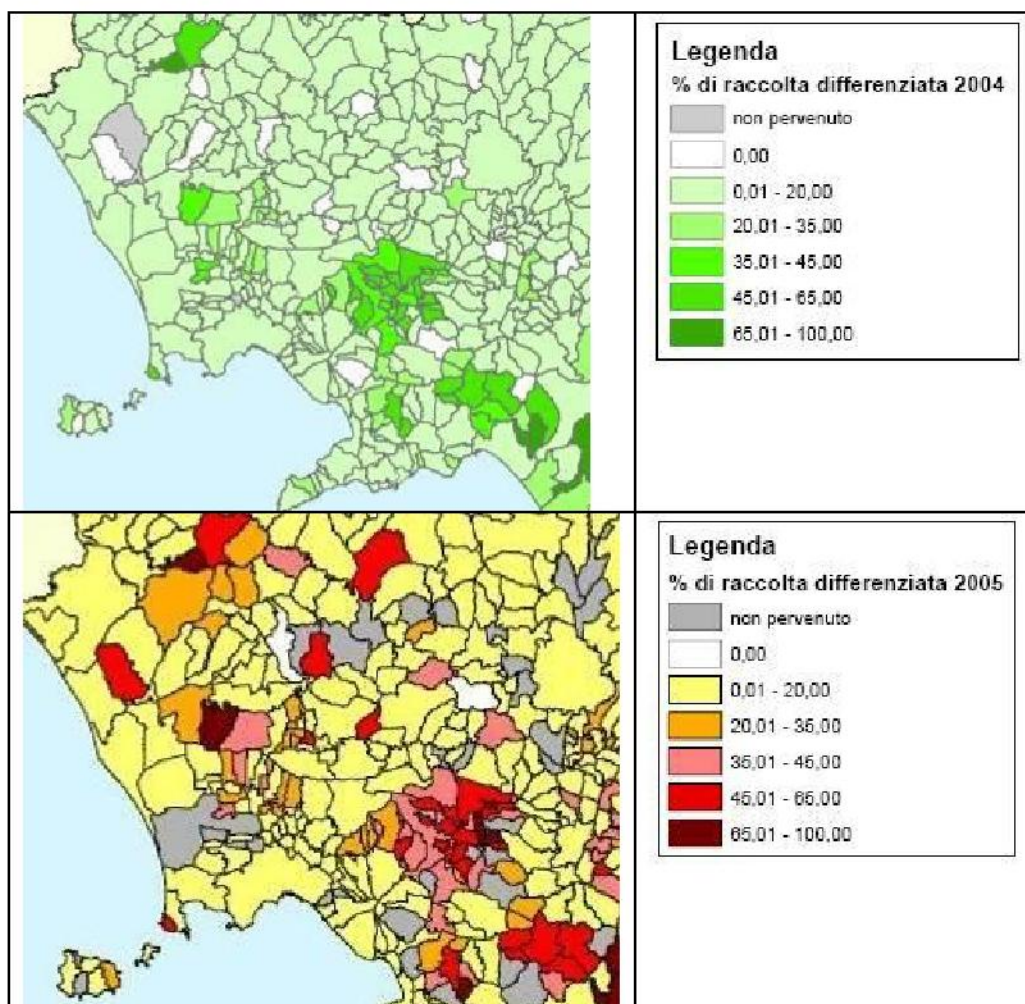 Legenda
% di raccolta differenziata 2004
non pervenuto
0,00
0,01 - 20,00
20,01 - 35,00
35,01 - 45,00
45,01 - 65,00
65,01 - 100,00
Legenda
% di raccolta differenziata 2005
non pervenuto
0,00
0,01 - 20,00
20,01 - 35,00
35,01 - 45,00
45,01 - 65,00
65,01 - 100,00